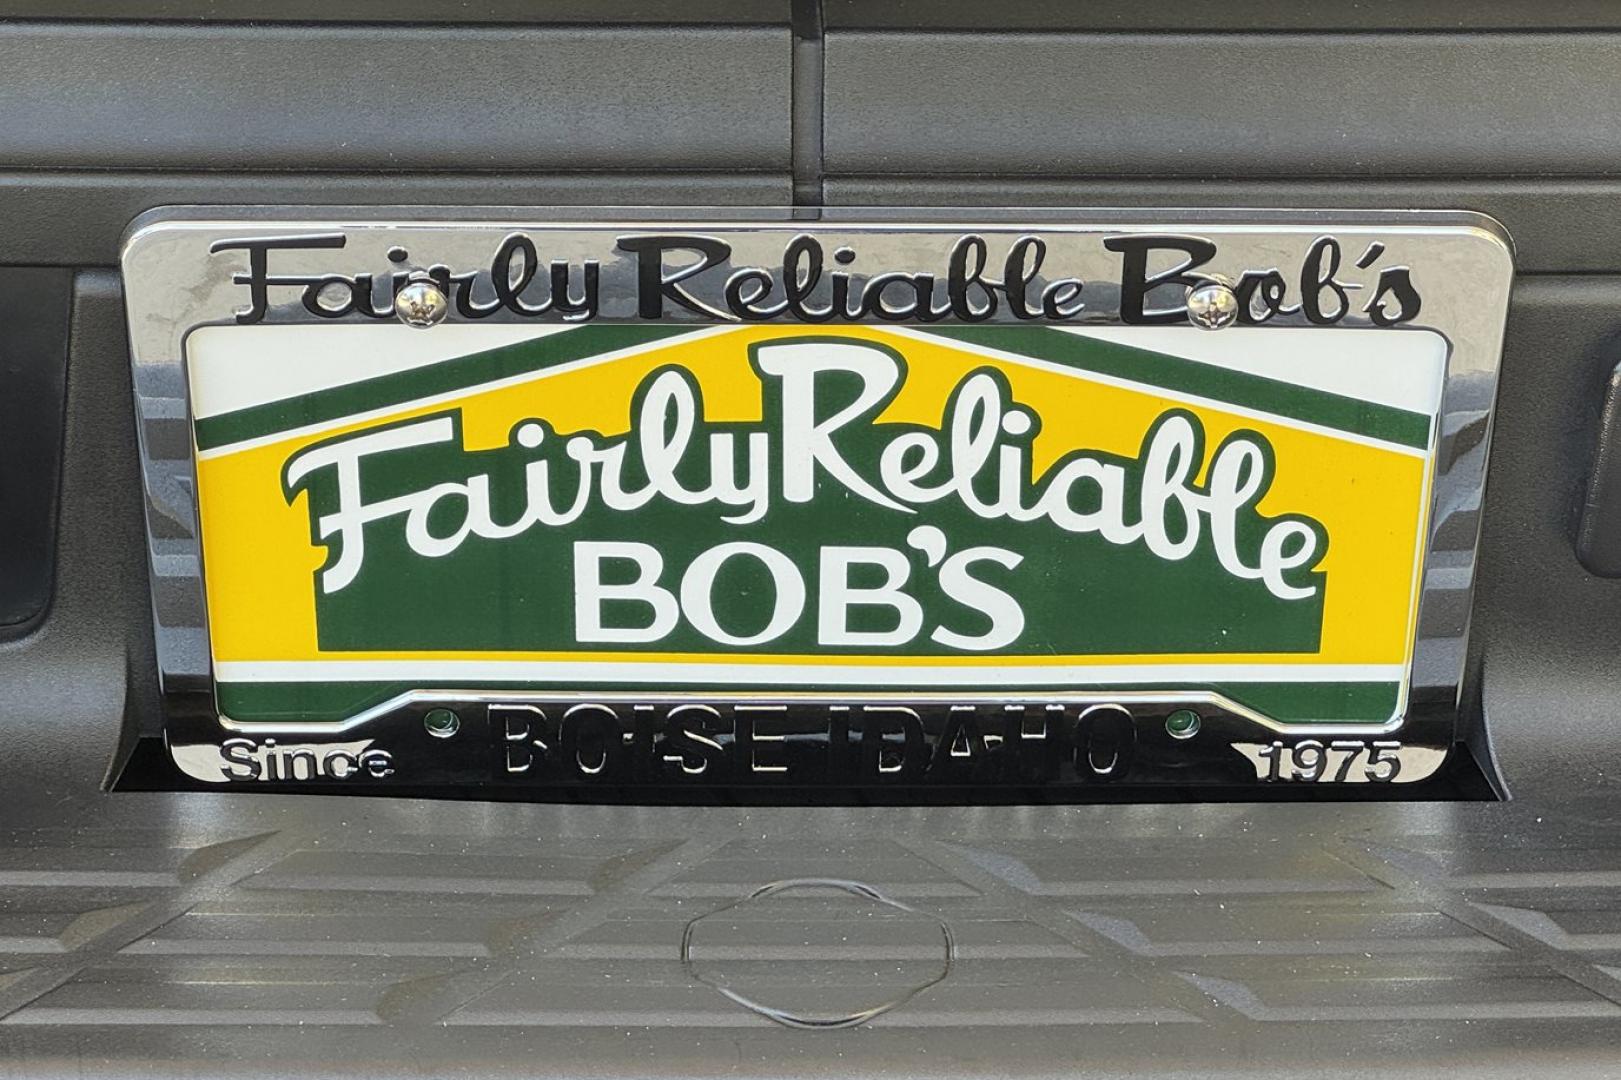 Fairly Reliable Bob's
Fairly Reliable
BOB'S
BOISE IDAHO
Since 1975